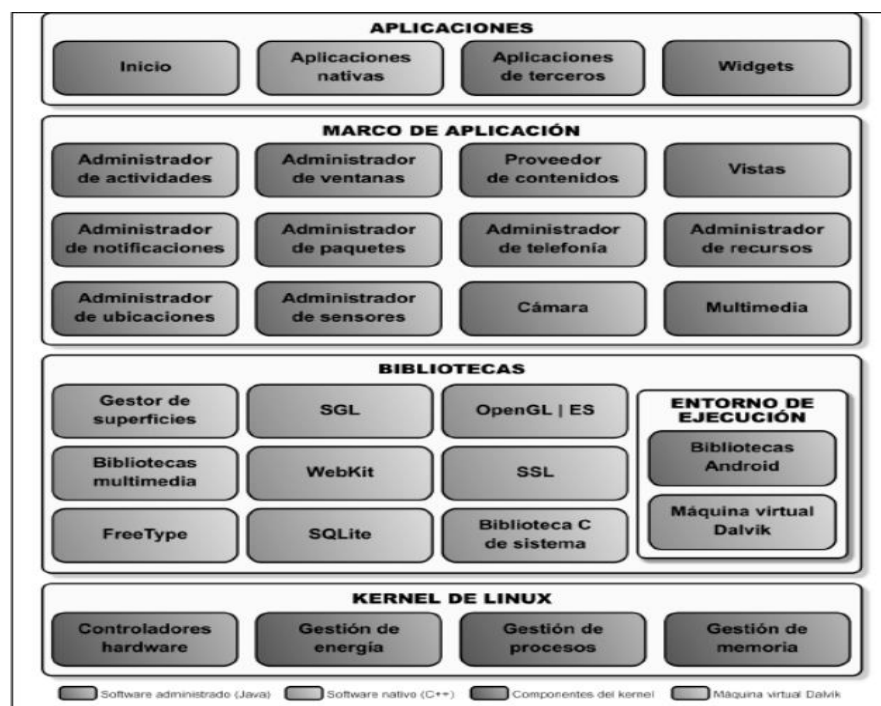 APLICACIONES
Inicio
Aplicaciones
nativas
Aplicaciones
de terceros
Widgets
MARCO DE APLICACIÓN
Administrador
de actividades
Administrador
de ventanas
Proveedor
de contenidos
Vistas
Administrador
de notificaciones
Administrador
de paquetes
Administrador
de telefonía
Administrador
de recursos
Administrador
de ubicaciones
Administrador
de sensores
Cámara
Multimedia
BIBLIOTECAS
Gestor de
superficies
SGL
OpenGL | ES
Bibliotecas
multimedia
WebKit
SSL
FreeType
SQLite
Biblioteca C
de sistema
ENTORNO DE
EJECUCIÓN
Bibliotecas
Android
Máquina virtual
Dalvik
KERNEL DE LINUX
Controladores
hardware
Gestión de
energía
Gestión de
procesos
Gestión de
memoria
Software administrado (Java)
Software nativo (C++)
Componentes del kernel
Máquina virtual Dalvik